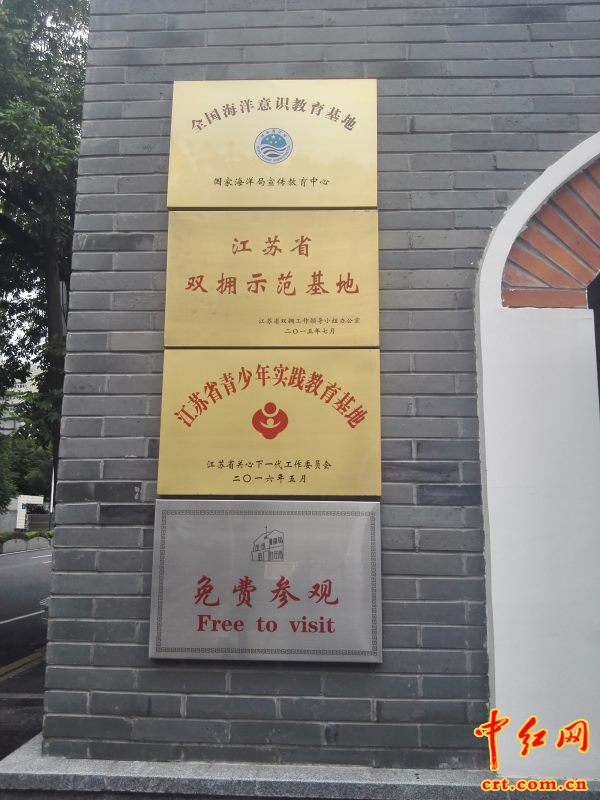 全国海洋意识教育基地
国家海洋局宣传教育中心
江苏省
双拥示范基地
江苏省双拥工作领导小组办公室
二〇一五年七月
江苏省青少年实践教育基地
江苏省关心下一代工作委员会
二〇一六年五月
免费参观
Free to visit
中红网
crt.com.cn